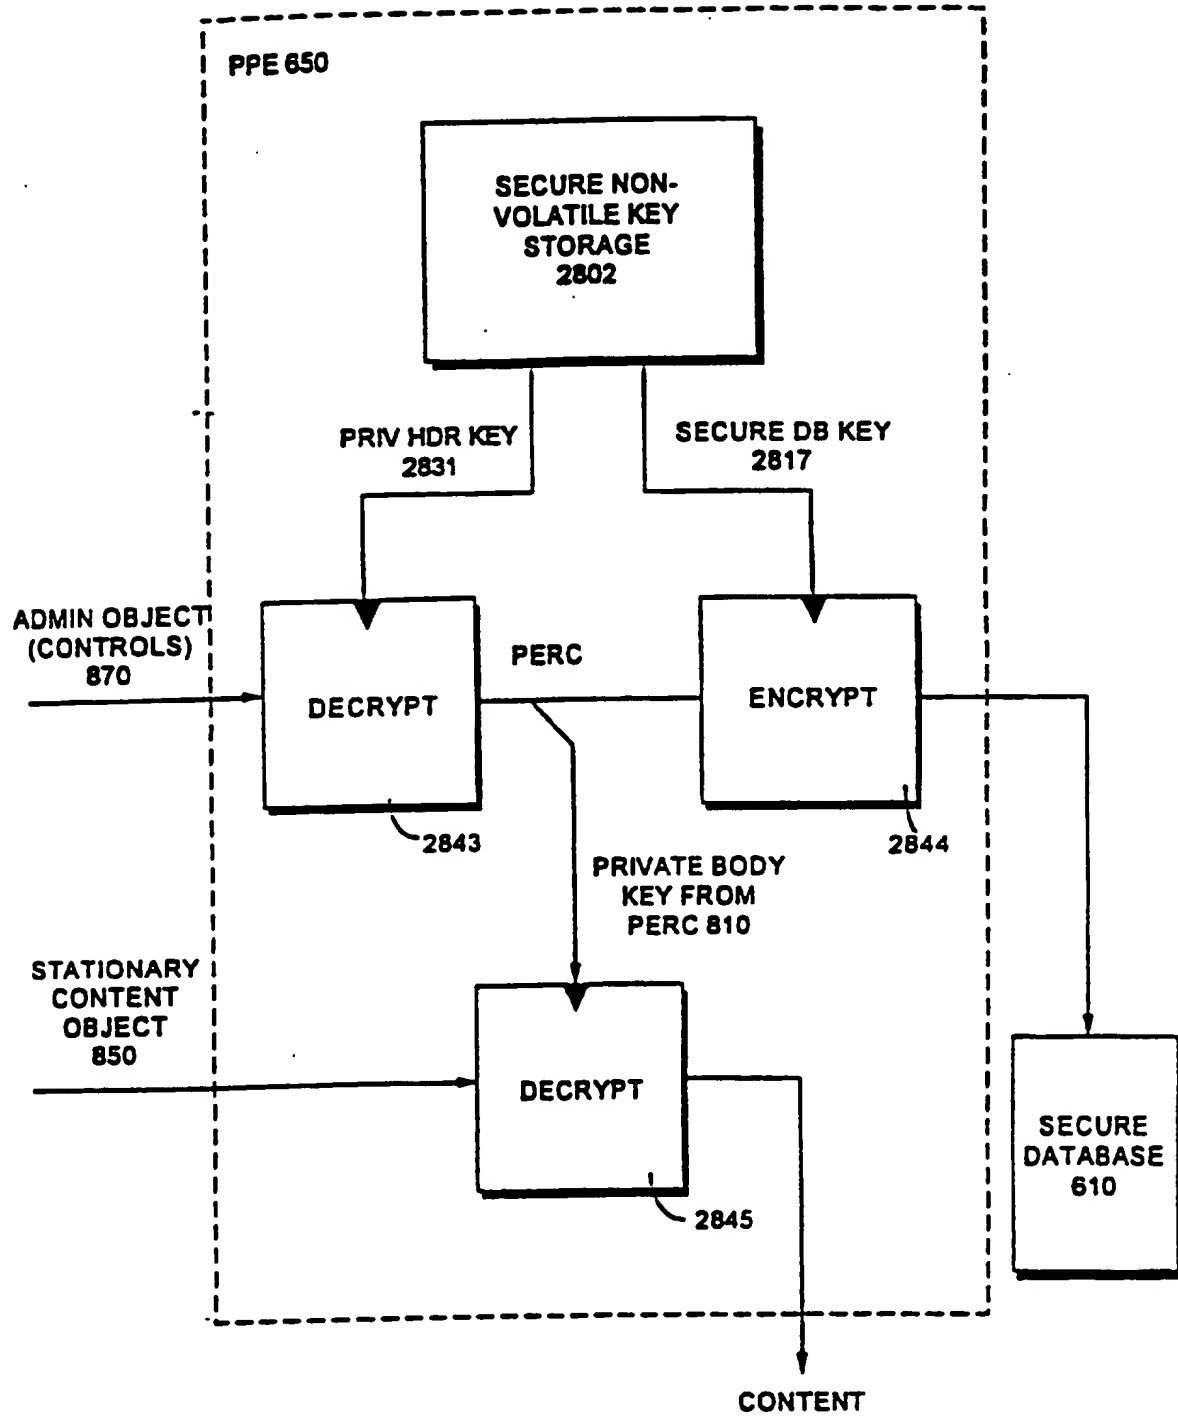 PPE 650
SECURE NON-
VOLATILE KEY
STORAGE
2802
PRIV HDR KEY
2831
SECURE DB KEY
2817
ADMIN OBJECT
(CONTROLS)
870
DECRYPT
PERC
ENCRYPT
2843
2844
PRIVATE BODY
KEY FROM
PERC 810
STATIONARY
CONTENT
OBJECT
850
DECRYPT
2845
SECURE
DATABASE
610
CONTENT